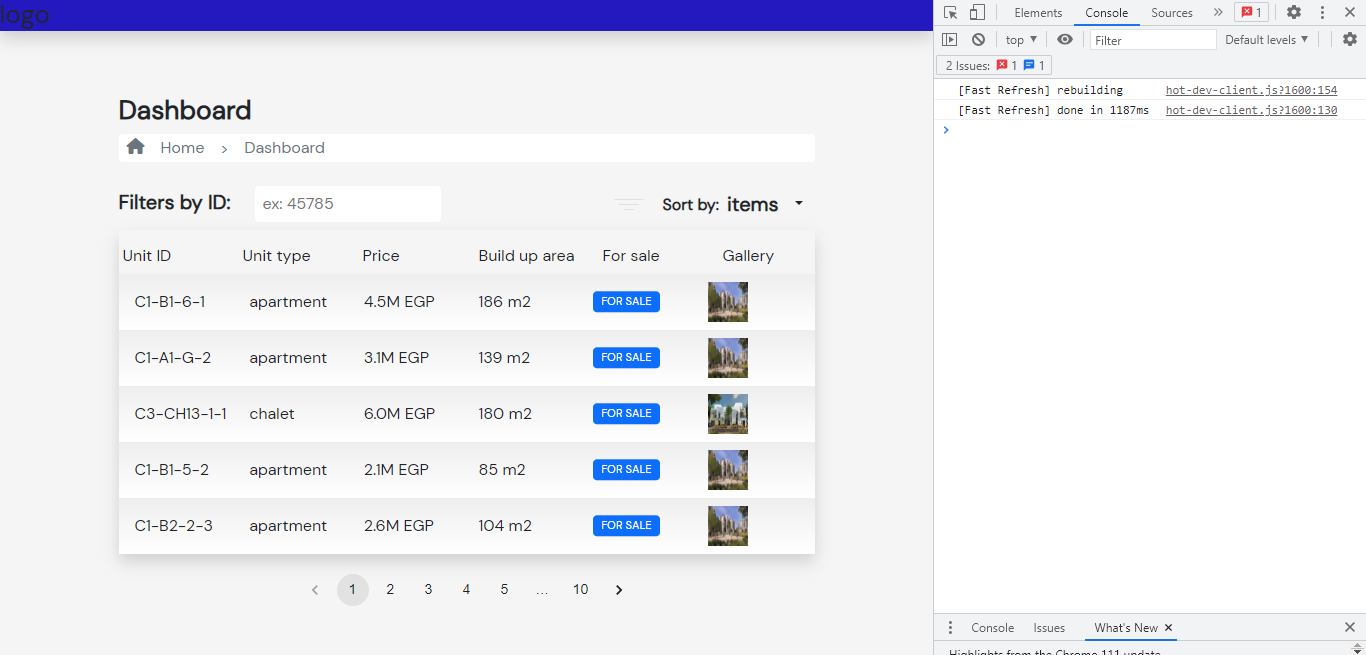 logo
Dashboard
Home > Dashboard
Filters by ID: ex: 45785 Sort by: items
Unit ID Unit type Price Build up area For sale Gallery
C1-B1-6-1 apartment 4.5M EGP 186 m2 FOR SALE
C1-A1-G-2 apartment 3.1M EGP 139 m2 FOR SALE
C3-CH13-1-1 chalet 6.0M EGP 180 m2 FOR SALE
C1-B1-5-2 apartment 2.1M EGP 85 m2 FOR SALE
C1-B2-2-3 apartment 2.6M EGP 104 m2 FOR SALE
< 1 2 3 4 5 ... 10 >
Elements Console Sources » 1
top ▼ Filter Default levels ▼
2 Issues: 1 1
[Fast Refresh] rebuilding hot-dev-client.js?1600:154
[Fast Refresh] done in 1187ms hot-dev-client.js?1600:130
>
Console Issues What's New ×
Highlights from the Chrome 111 update